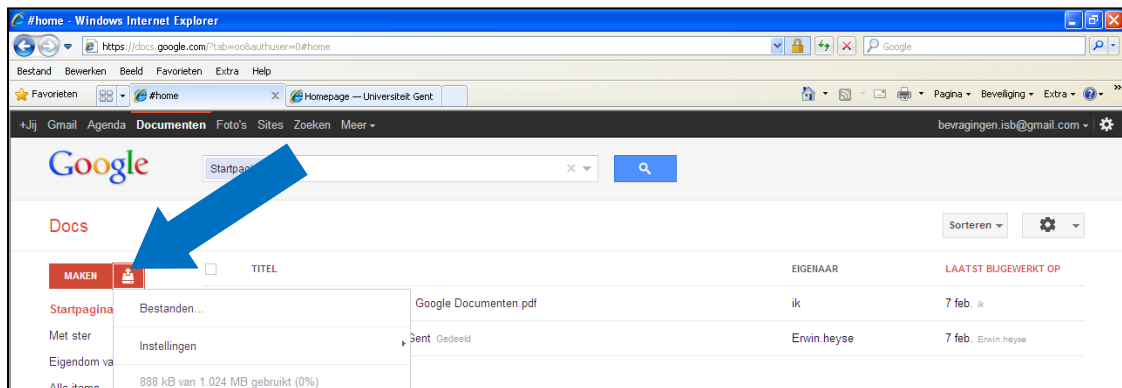 #home - Windows Internet Explorer
https://docs.google.com/?tab=oo&authuser=0#home
Google
Bestand Bewerken Beeld Favorieten Extra Help
Favorieten #home Homepage — Universiteit Gent Pagina Beveiliging Extra
+Jij Gmail Agenda Documenten Foto's Sites Zoeken Meer bevragingen.isb@gmail.com
Google
Docs Sorteren
MAKEN TITEL EIGENAAR LAATST BIJGEWERKT OP
Startpagina Bestanden... Google Documenten.pdf ik 7 feb. ik
Met ster Instellingen Gent Gedeeld Erwin.heyse 7 feb. Erwin.heyse
Eigendom
Alle items 888 kB van 1.024 MB gebruikt (0%)